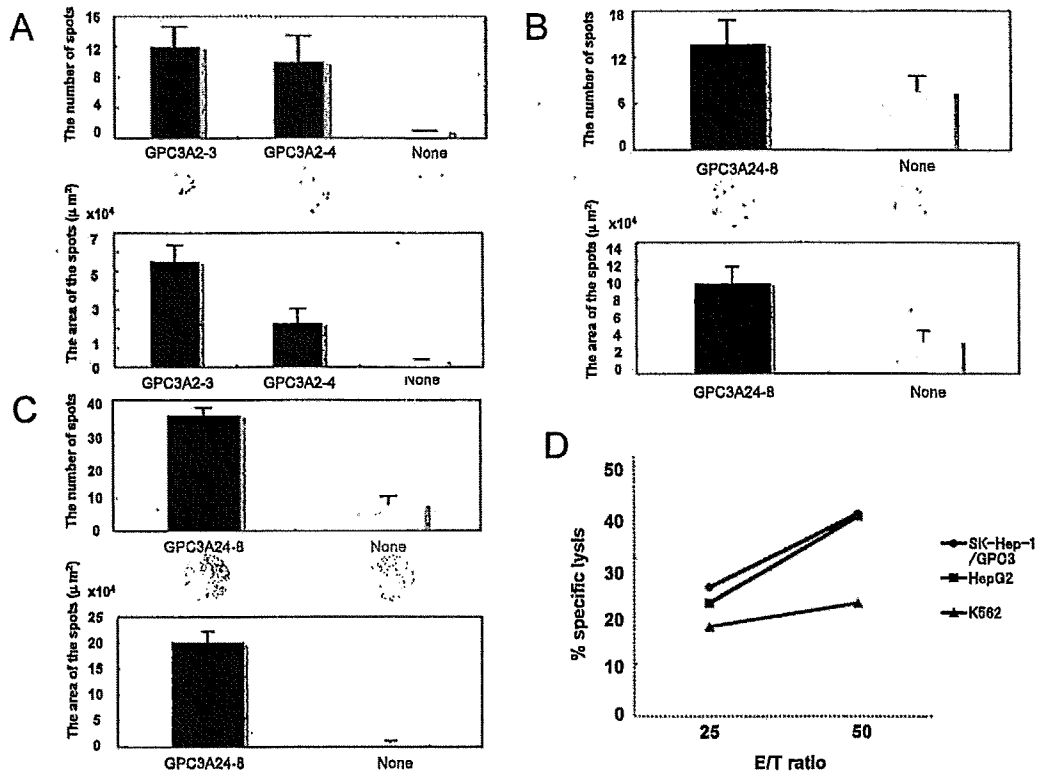 A
The number of spots
16
12
8
4
0
GPC3A2-3 GPC3A2-4 None
x10⁴
The area of the spots (μm²)
7
5
3
1
0
GPC3A2-3 GPC3A2-4 None
B
The number of spots
18
12
6
0
GPC3A24-8 None
x10⁴
The area of the spots (μm²)
14
12
10
8
6
4
2
0
GPC3A24-8 None
C
The number of spots
40
30
20
10
0
GPC3A24-8 None
x10⁴
The area of the spots (μm²)
25
20
15
10
5
0
GPC3A24-8 None
D
% specific lysis
50
40
30
20
10
0
25 50
E/T ratio
SK-Hep-1
/GPC3
HepG2
K562